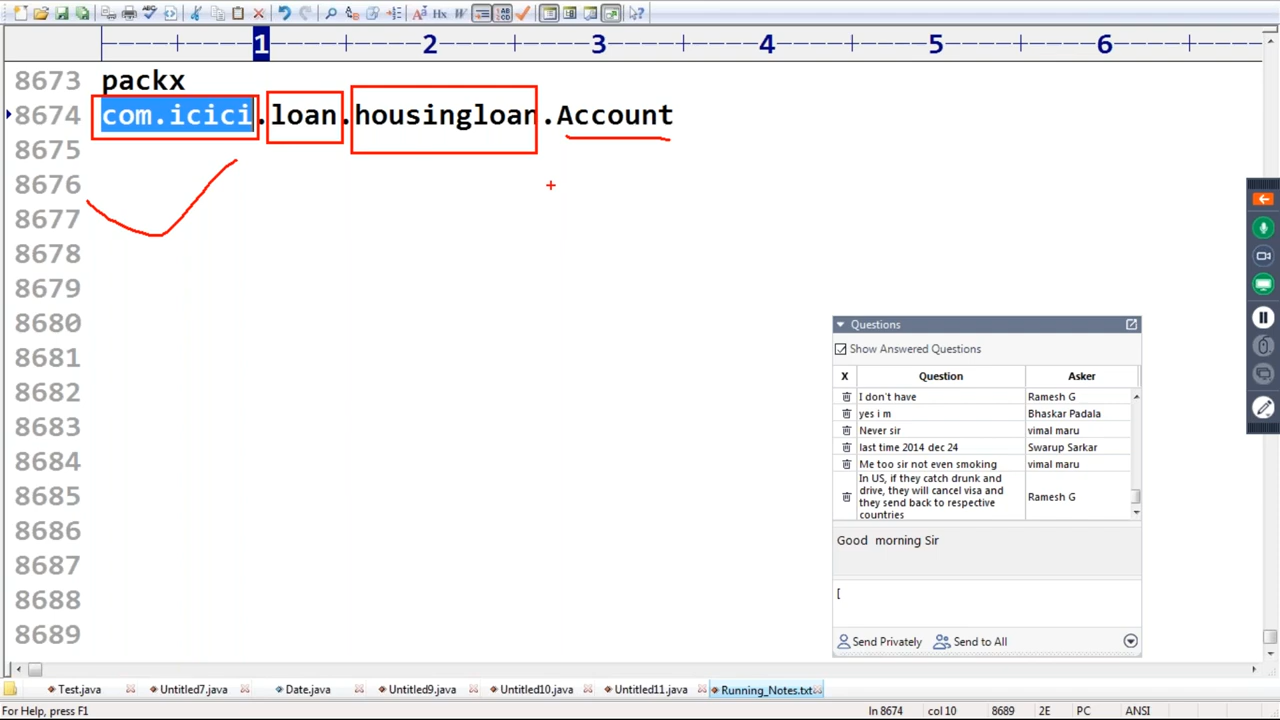 1 2 3 4 5 6
8673 packx
8674 com.icici.loan.housingloan.Account
8675
8676
8677
8678
8679
8680
8681
8682
8683
8684
8685
8686
8687
8688
8689
Questions
Show Answered Questions
X Question Asker
I don't have Ramesh G
yes i m Bhaskar Padala
Never sir vimal maru
last time 2014 dec 24 Swarup Sarkar
Me too sir not even smoking vimal maru
In US, if they catch drunk and
drive, they will cancel visa and
they send back to respective
countries
Ramesh G
Good morning Sir
[
Send Privately Send to All
Test.java Untitled7.java Date.java Untitled9.java Untitled10.java Untitled11.java Running_Notes.txt
For Help, press F1 ln 8674 col 10 8689 2E PC ANSI